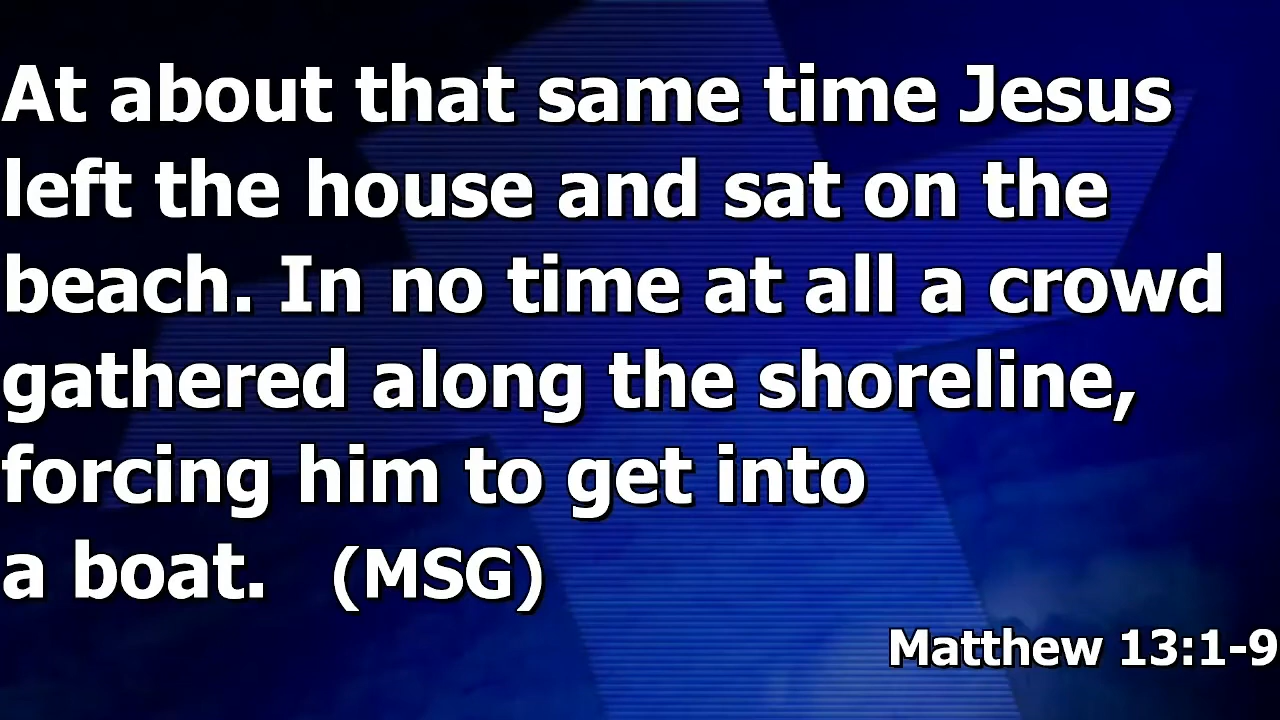 At about that same time Jesus
left the house and sat on the
beach. In no time at all a crowd
gathered along the shoreline,
forcing him to get into
a boat. (MSG)
Matthew 13:1-9